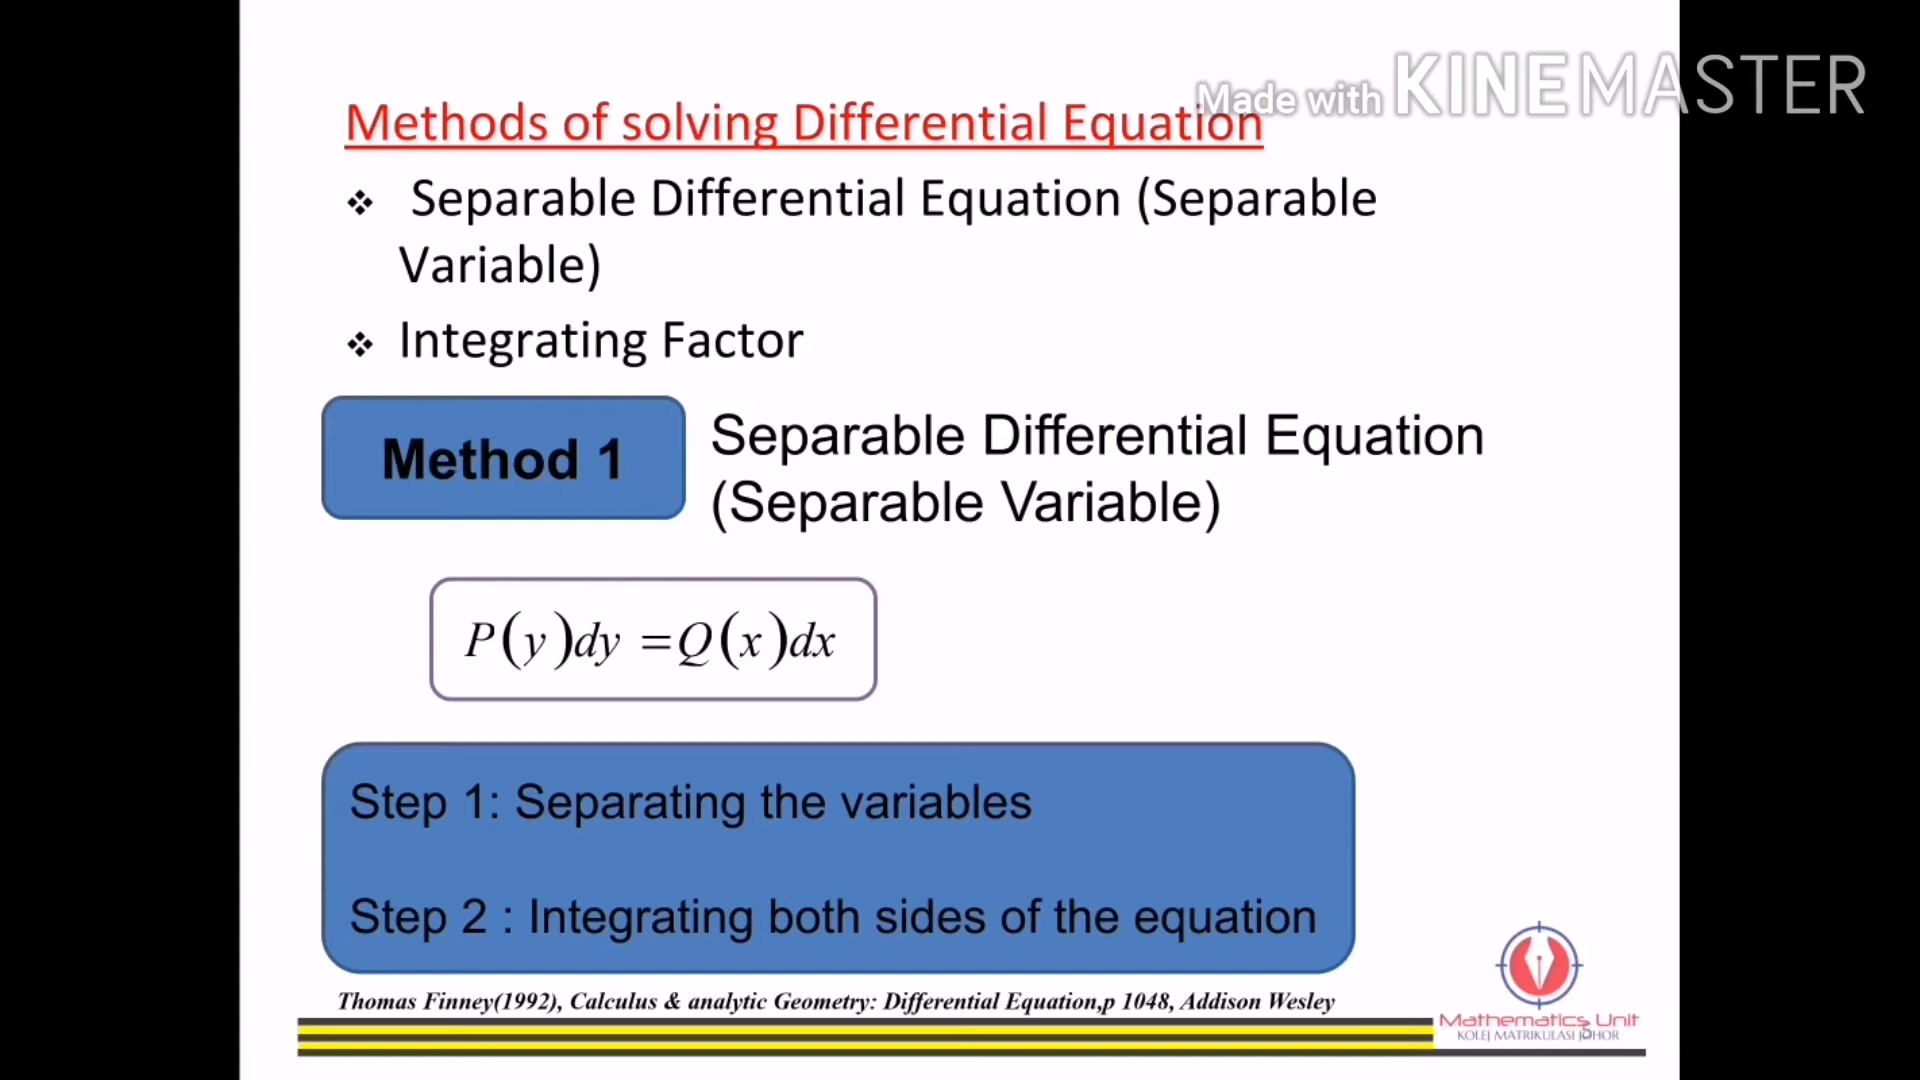 Made with KINEMASTER
Methods of solving Differential Equation
❖ Separable Differential Equation (Separable
Variable)
❖ Integrating Factor
Method 1
Separable Differential Equation
(Separable Variable)
P(y)dy =Q(x)dx
Step 1: Separating the variables
Step 2 : Integrating both sides of the equation
Thomas Finney(1992), Calculus & analytic Geometry: Differential Equation,p 1048, Addison Wesley
Mathematics Unit
KOLEJ MATRIKULASI JOHOR